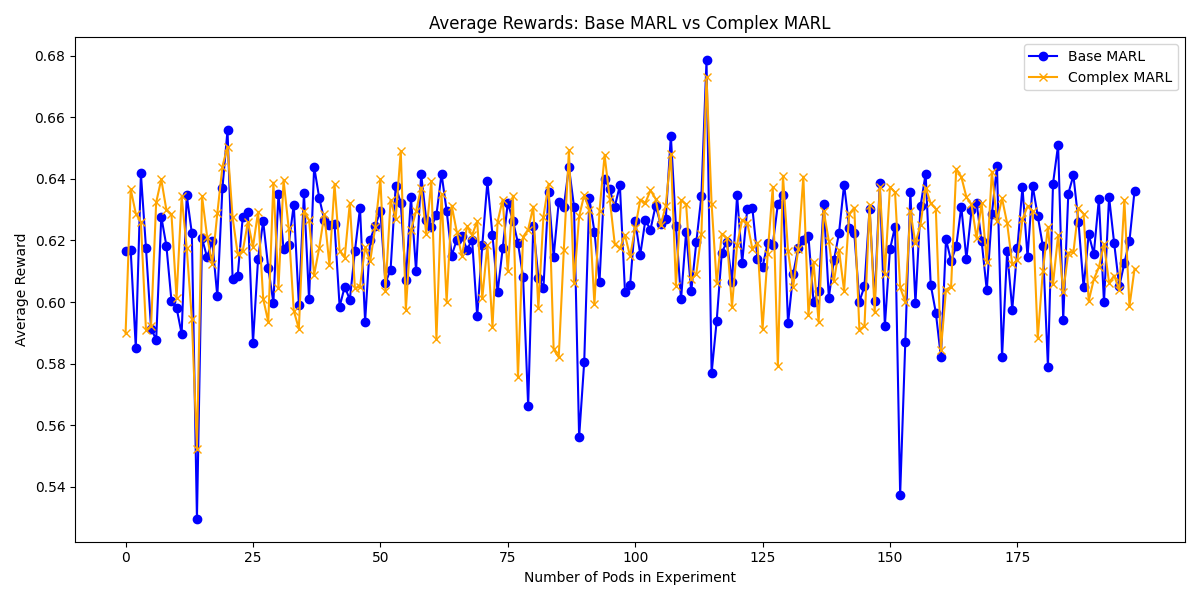 Average Rewards: Base MARL vs Complex MARL
Base MARL
Complex MARL
Average Reward
0.68
0.66
0.64
0.62
0.60
0.58
0.56
0.54
0 25 50 75 100 125 150 175
Number of Pods in Experiment